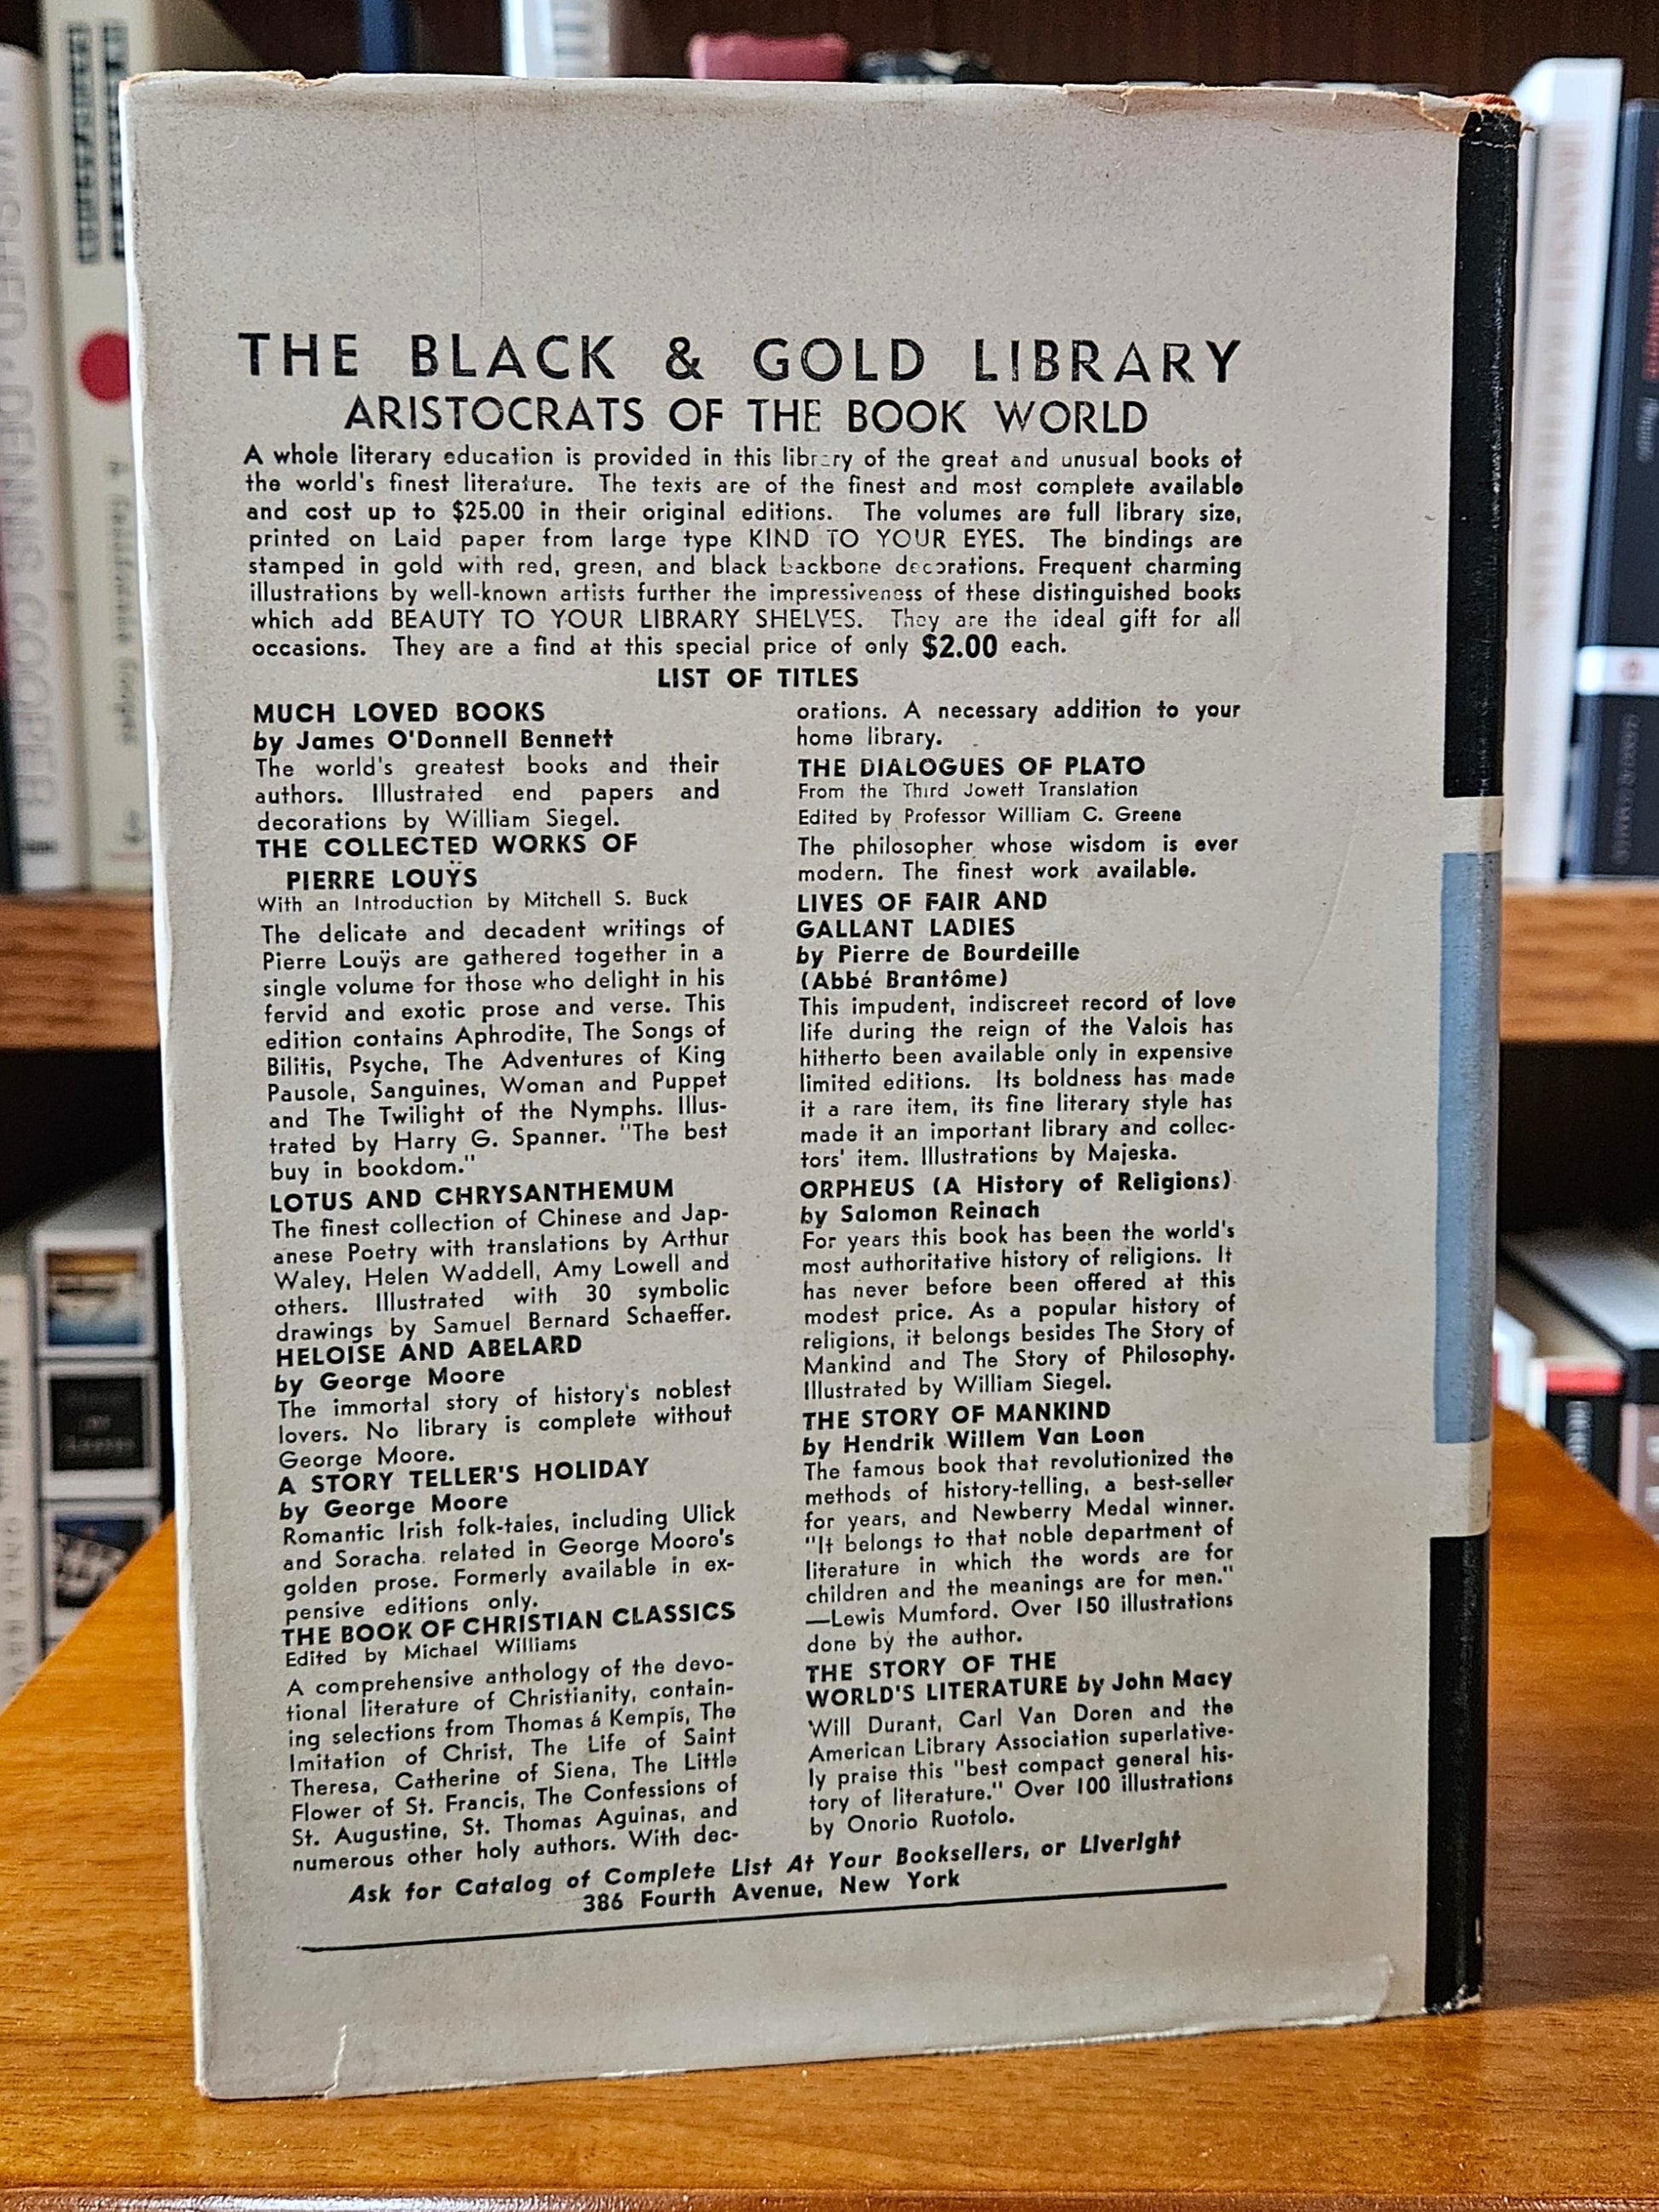 THE BLACK & GOLD LIBRARY
ARISTOCRATS OF THE BOOK WORLD
A whole literary education is provided in this library of the great and unusual books of
the world's finest literature. The texts are of the finest and most complete available
and cost up to $25.00 in their original editions. The volumes are full library size,
printed on Laid paper from large type KIND TO YOUR EYES. The bindings are
stamped in gold with red, green, and black backbone decorations. Frequent charming
illustrations by well-known artists further the impressiveness of these distinguished books
which add BEAUTY TO YOUR LIBRARY SHELVES. They are the ideal gift for all
occasions. They are a find at this special price of only $2.00 each.
LIST OF TITLES
MUCH LOVED BOOKS
by James O'Donnell Bennett
The world's greatest books and their
authors. Illustrated end papers and
decorations by William Siegel.
THE COLLECTED WORKS OF
PIERRE LOUŸS
With an Introduction by Mitchell S. Buck
The delicate and decadent writings of
Pierre Louÿs are gathered together in a
single volume for those who delight in his
fervid and exotic prose and verse. This
edition contains Aphrodite, The Songs of
Bilitis, Psyche, The Adventures of King
Pausole, Sanguines, Woman and Puppet
and The Twilight of the Nymphs. Illus-
trated by Harry G. Spanner. "The best
buy in bookdom."
LOTUS AND CHRYSANTHEMUM
The finest collection of Chinese and Jap-
anese Poetry with translations by Arthur
Waley, Helen Waddell, Amy Lowell and
others. Illustrated with 30 symbolic
drawings by Samuel Bernard Schaeffer.
HELOISE AND ABELARD
by George Moore
The immortal story of history's noblest
lovers. No library is complete without
George Moore.
A STORY TELLER'S HOLIDAY
by George Moore
Romantic Irish folk-tales, including Ulick
and Soracha. related in George Moore's
golden prose. Formerly available in ex-
pensive editions only.
THE BOOK OF CHRISTIAN CLASSICS
Edited by Michael Williams
A comprehensive anthology of the devo-
tional literature of Christianity, contain-
ing selections from Thomas á Kempis, The
Imitation of Christ, The Life of Saint
Theresa, Catherine of Siena, The Little
Flower of St. Francis, The Confessions of
St. Augustine, St. Thomas Aguinas, and
numerous other holy authors. With dec-
orations. A necessary addition to your
home library.
THE DIALOGUES OF PLATO
From the Third Jowett Translation
Edited by Professor William C. Greene
The philosopher whose wisdom is ever
modern. The finest work available.
LIVES OF FAIR AND
GALLANT LADIES
by Pierre de Bourdeille
(Abbé Brantôme)
This impudent, indiscreet record of love
life during the reign of the Valois has
hitherto been available only in expensive
limited editions. Its boldness has made
it a rare item, its fine literary style has
made it an important library and collec-
tors' item. Illustrations by Majeska.
ORPHEUS (A History of Religions)
by Salomon Reinach
For years this book has been the world's
most authoritative history of religions. It
has never before been offered at this
modest price. As a popular history of
religions, it belongs besides The Story of
Mankind and The Story of Philosophy.
Illustrated by William Siegel.
THE STORY OF MANKIND
by Hendrik Willem Van Loon
The famous book that revolutionized the
methods of history-telling, a best-seller
for years, and Newberry Medal winner.
"It belongs to that noble department of
literature in which the words are for
children and the meanings are for men."
—Lewis Mumford. Over 150 illustrations
done by the author.
THE STORY OF THE
WORLD'S LITERATURE by John Macy
Will Durant, Carl Van Doren and the
American Library Association superlative-
ly praise this "best compact general his-
tory of literature." Over 100 illustrations
by Onorio Ruotolo.
Ask for Catalog of Complete List At Your Booksellers, or Liveright
386 Fourth Avenue, New York
DENNIS COOPER